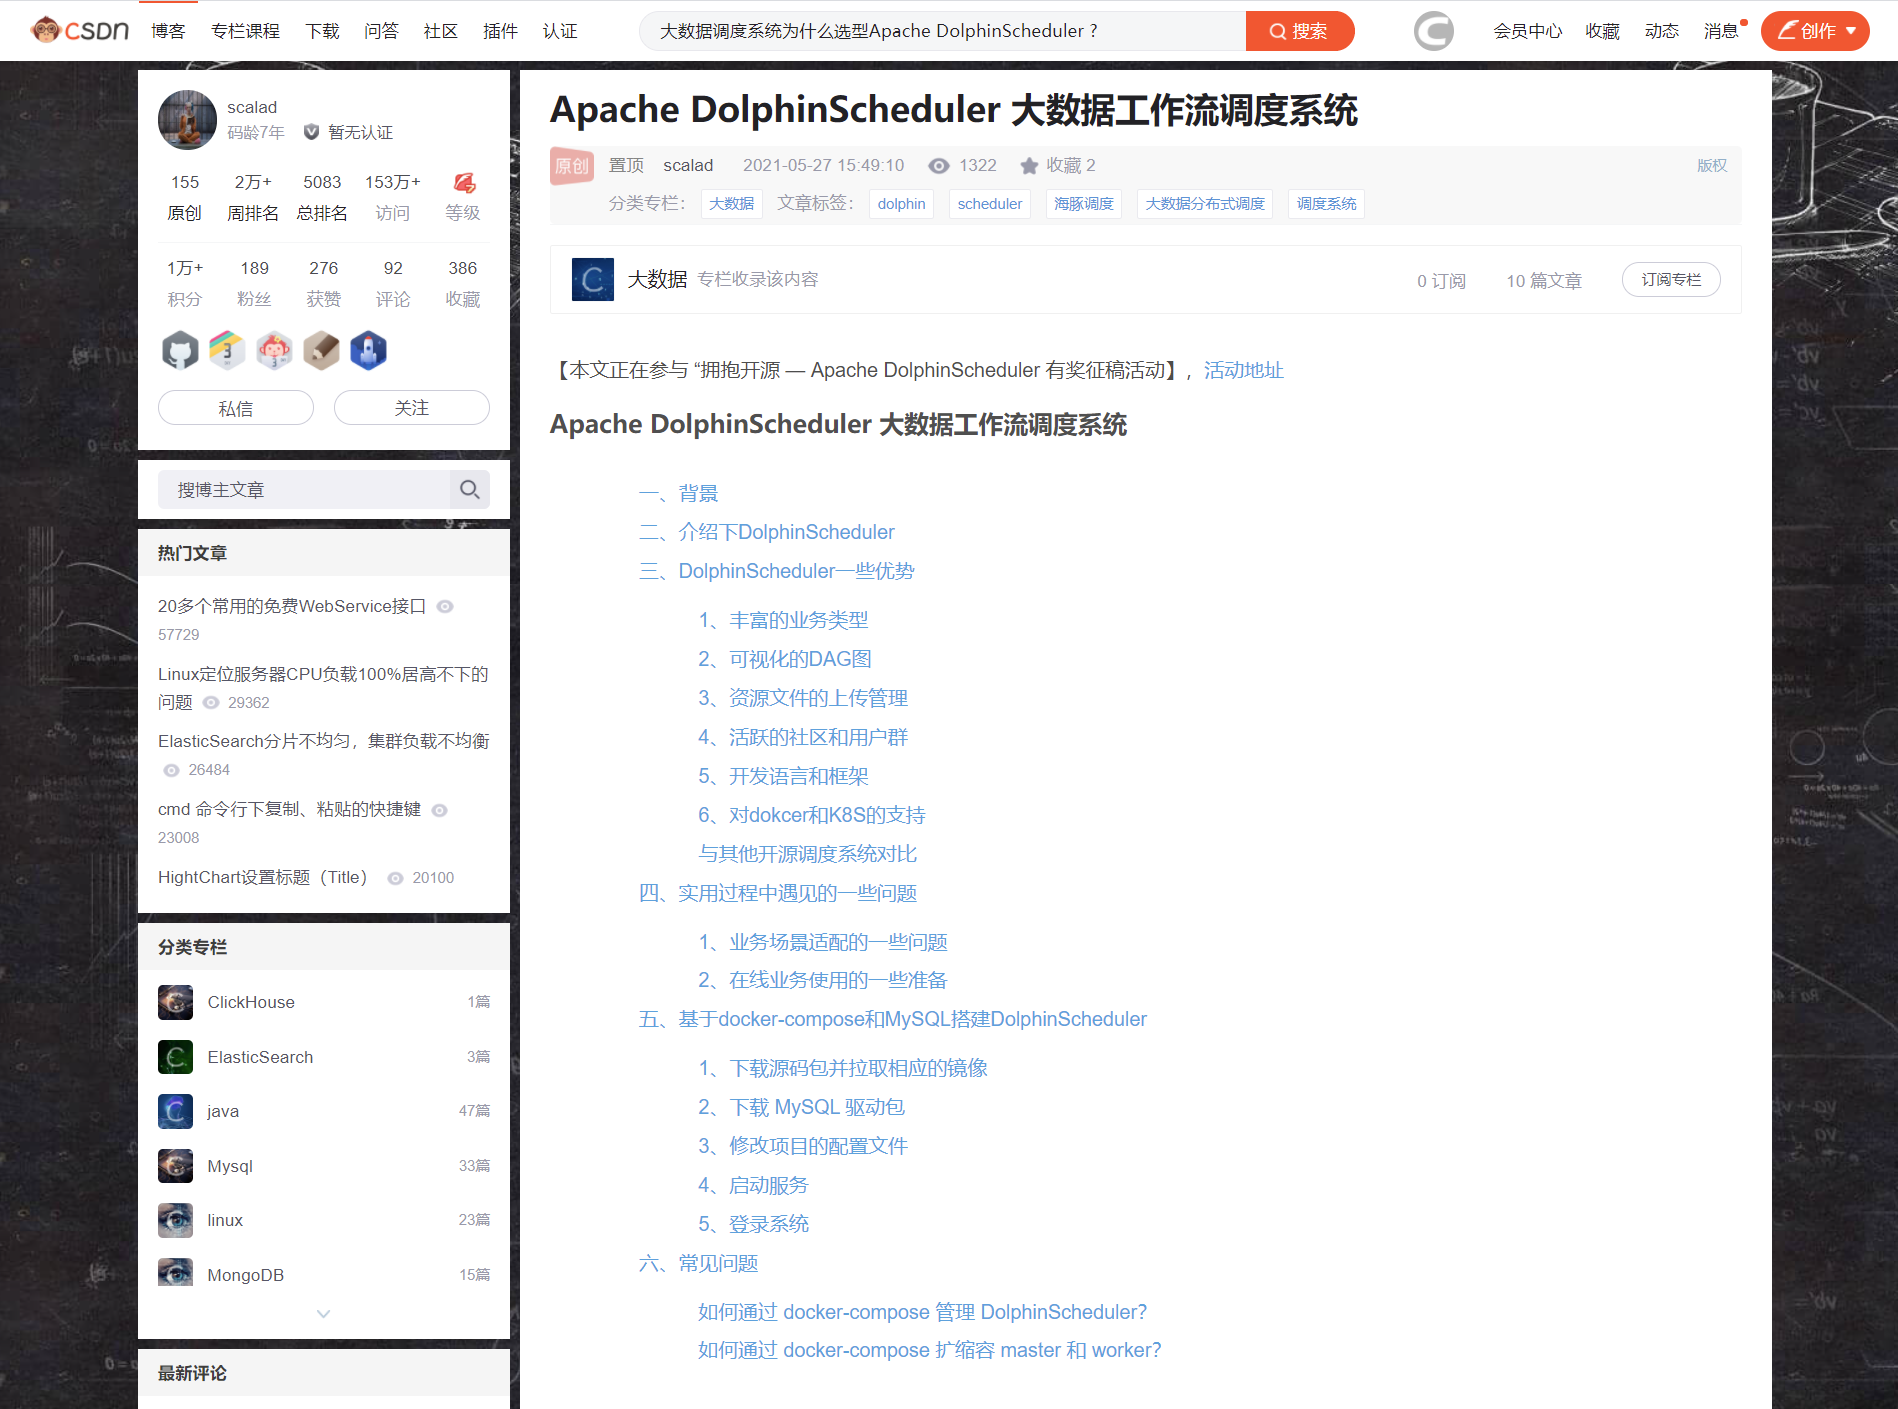 CSDN 博客 专栏课程 下载 问答 社区 插件 认证 大数据调度系统为什么选型Apache DolphinScheduler ? 搜索 会员中心 收藏 动态 消息 创作
scalad
码龄7年 暂无认证
155 2万+ 5083 153万+
原创 周排名 总排名 访问 等级
1万+ 189 276 92 386
积分 粉丝 获赞 评论 收藏
私信 关注
搜博主文章
热门文章
20多个常用的免费WebService接口
57729
Linux定位服务器CPU负载100%居高不下的
问题 29362
ElasticSearch分片不均匀，集群负载不均衡
26484
cmd 命令行下复制、粘贴的快捷键
23008
HightChart设置标题（Title） 20100
分类专栏
ClickHouse 1篇
ElasticSearch 3篇
java 47篇
Mysql 33篇
linux 23篇
MongoDB 15篇
最新评论
Apache DolphinScheduler 大数据工作流调度系统
原创 置顶 scalad 2021-05-27 15:49:10 1322 收藏 2 版权
分类专栏： 大数据 文章标签： dolphin scheduler 海豚调度 大数据分布式调度 调度系统
大数据 专栏收录该内容 0 订阅 10 篇文章 订阅专栏
【本文正在参与 “拥抱开源 — Apache DolphinScheduler 有奖征稿活动】，活动地址
Apache DolphinScheduler 大数据工作流调度系统
一、背景
二、介绍下DolphinScheduler
三、DolphinScheduler一些优势
1、丰富的业务类型
2、可视化的DAG图
3、资源文件的上传管理
4、活跃的社区和用户群
5、开发语言和框架
6、对dokcer和K8S的支持
与其他开源调度系统对比
四、实用过程中遇见的一些问题
1、业务场景适配的一些问题
2、在线业务使用的一些准备
五、基于docker-compose和MySQL搭建DolphinScheduler
1、下载源码包并拉取相应的镜像
2、下载 MySQL 驱动包
3、修改项目的配置文件
4、启动服务
5、登录系统
六、常见问题
如何通过 docker-compose 管理 DolphinScheduler?
如何通过 docker-compose 扩缩容 master 和 worker?